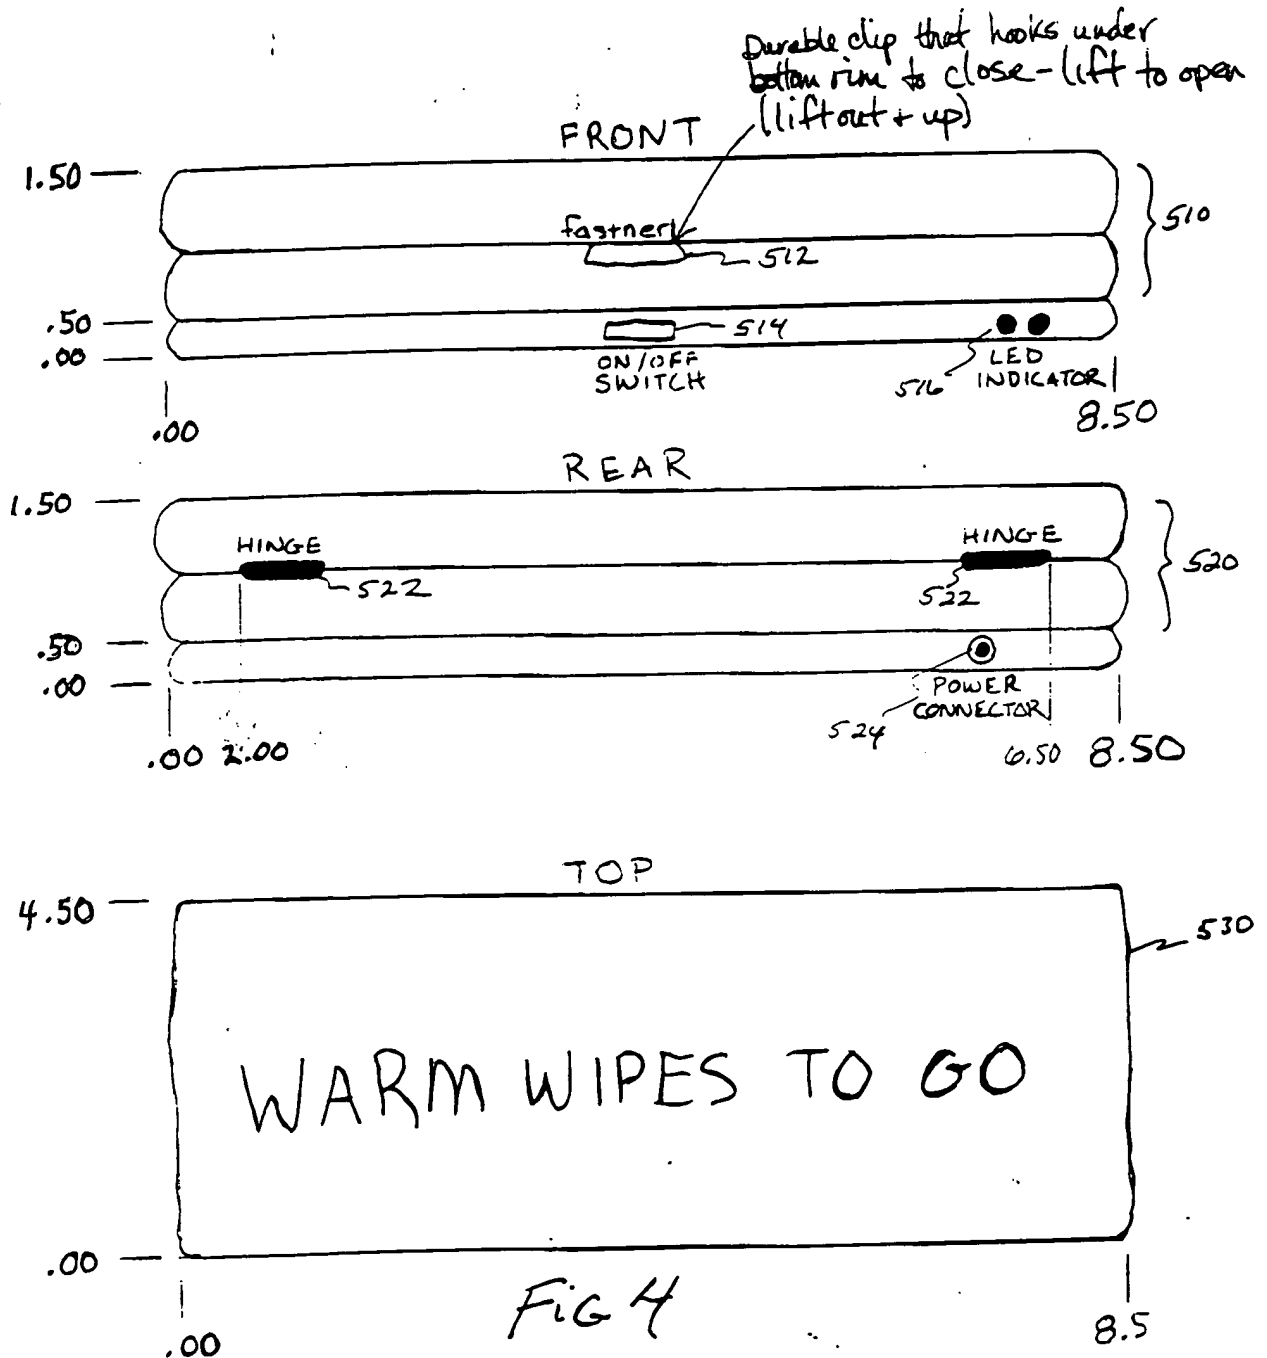 Durable clip that hooks under
bottom rim to close - lift to open
(lift out + up)
FRONT
1.50
510
fastner
512
.50
514
.00
ON/OFF
SWITCH
516
LED
INDICATOR
.00
8.50
REAR
1.50
HINGE
HINGE
522
522
520
.50
.00
POWER
CONNECTOR
524
.00
2.00
6.50
8.50
TOP
4.50
530
WARM WIPES TO GO
.00
FIG 4
.00
8.5